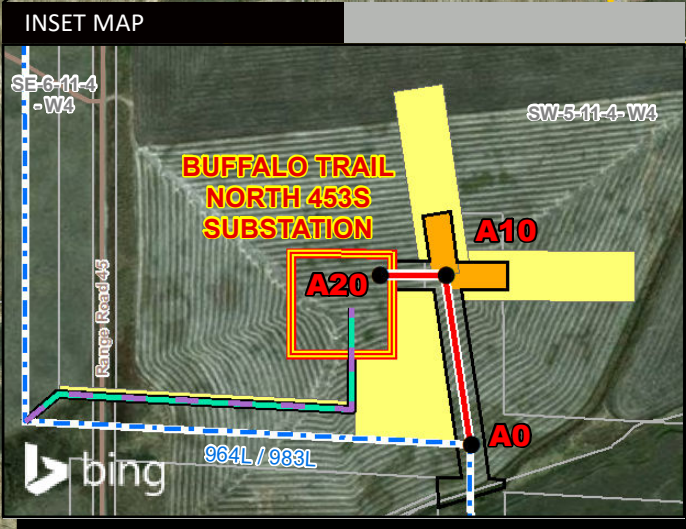 INSET MAP
SE-6-11-4
- W4
SW-5-11-4- W4
BUFFALO TRAIL
NORTH 453S
SUBSTATION
A10
A20
Range Road 45
A0
964L / 983L
bing